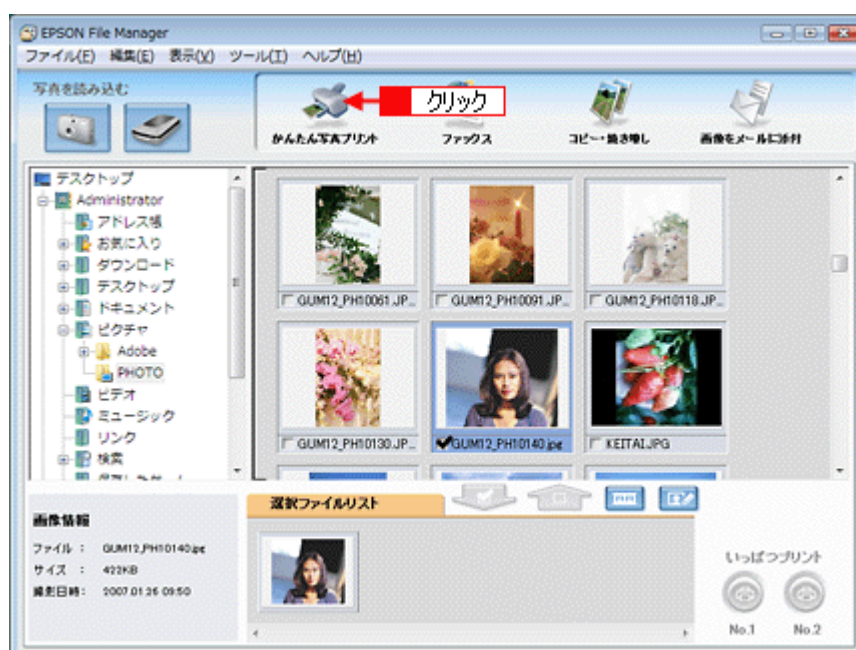 EPSON File Manager
ファイル(F) 編集(E) 表示(V) ツール(T) ヘルプ(H)
写真を読み込む
クリック
かんたん写真プリント
ファックス
コピー・焼き増し
画像をメールに添付
デスクトップ
Administrator
アドレス帳
お気に入り
ダウンロード
デスクトップ
ドキュメント
ピクチャ
Adobe
PHOTO
ビデオ
ミュージック
リンク
検索
GUM12_PH10061.JP...
GUM12_PH10091.JP...
GUM12_PH10118.JP...
GUM12_PH10130.JP...
GUM12_PH10140.jpg
KEITAI.JPG
選択ファイルリスト
画像情報
ファイル : GUM12_PH10140.jpg
サイズ : 422KB
撮影日時: 2007.01.26 09:50
いっぱつプリント
No.1 No.2